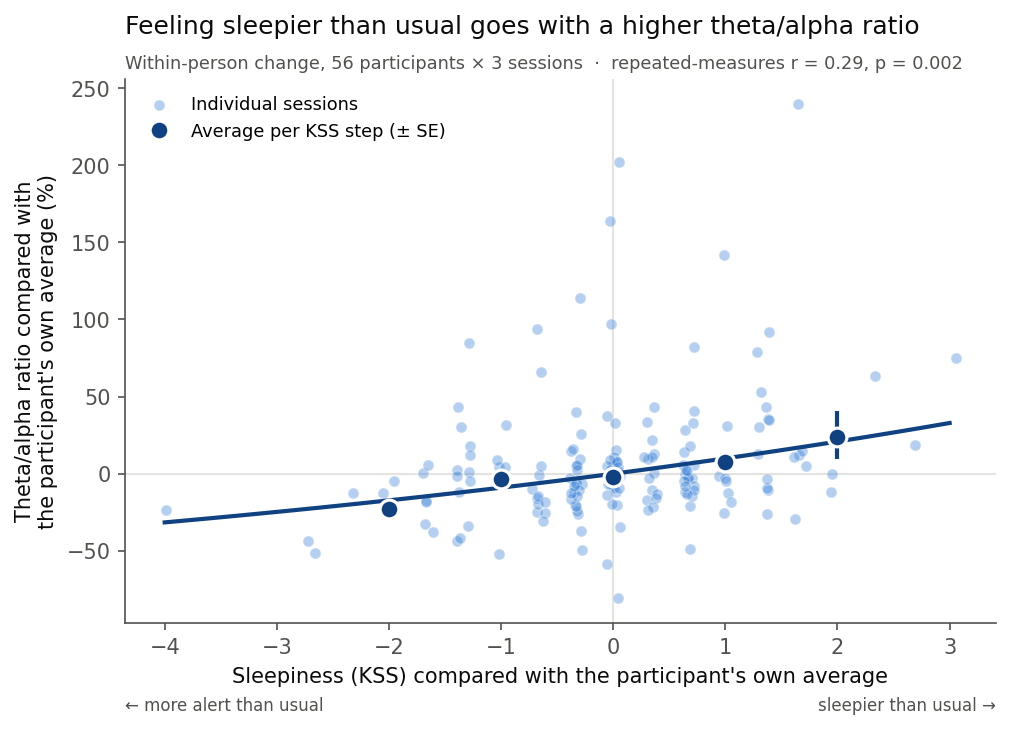 Feeling sleepier than usual goes with a higher theta/alpha ratio
Within-person change, 56 participants × 3 sessions · repeated-measures r = 0.29, p = 0.002
Individual sessions
Average per KSS step (± SE)
Theta/alpha ratio compared with
the participant's own average (%)
250
200
150
100
50
0
−50
−4
−3
−2
−1
0
1
2
3
Sleepiness (KSS) compared with the participant's own average
← more alert than usual
sleepier than usual →